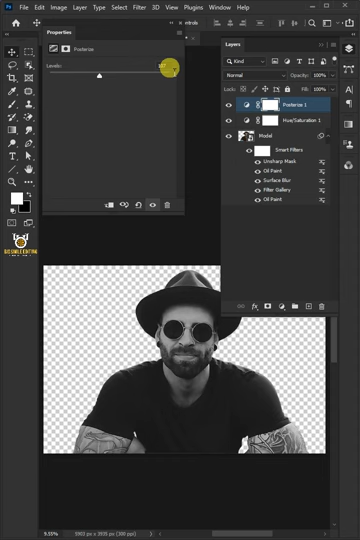 Ps File Edit Image Layer Type Select Filter 3D View Plugins Window Help
Properties
Posterize
Levels:
Layers
Kind
Normal
Opacity: 100%
Lock:
Fill: 100%
Posterize 1
Hue/Saturation 1
Model
Smart Filters
Unsharp Mask
Oil Paint
Surface Blur
Filter Gallery
Oil Paint
9.55%